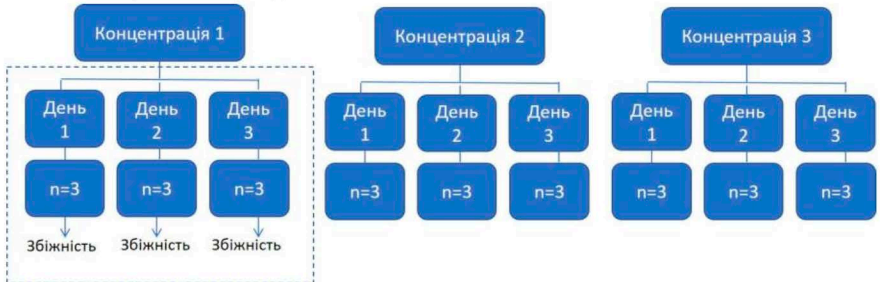 Концентрація 1
Концентрація 2
Концентрація 3
День 1
День 2
День 3
День 1
День 2
День 3
День 1
День 2
День 3
n=3
n=3
n=3
n=3
n=3
n=3
n=3
n=3
n=3
Збіжність
Збіжність
Збіжність